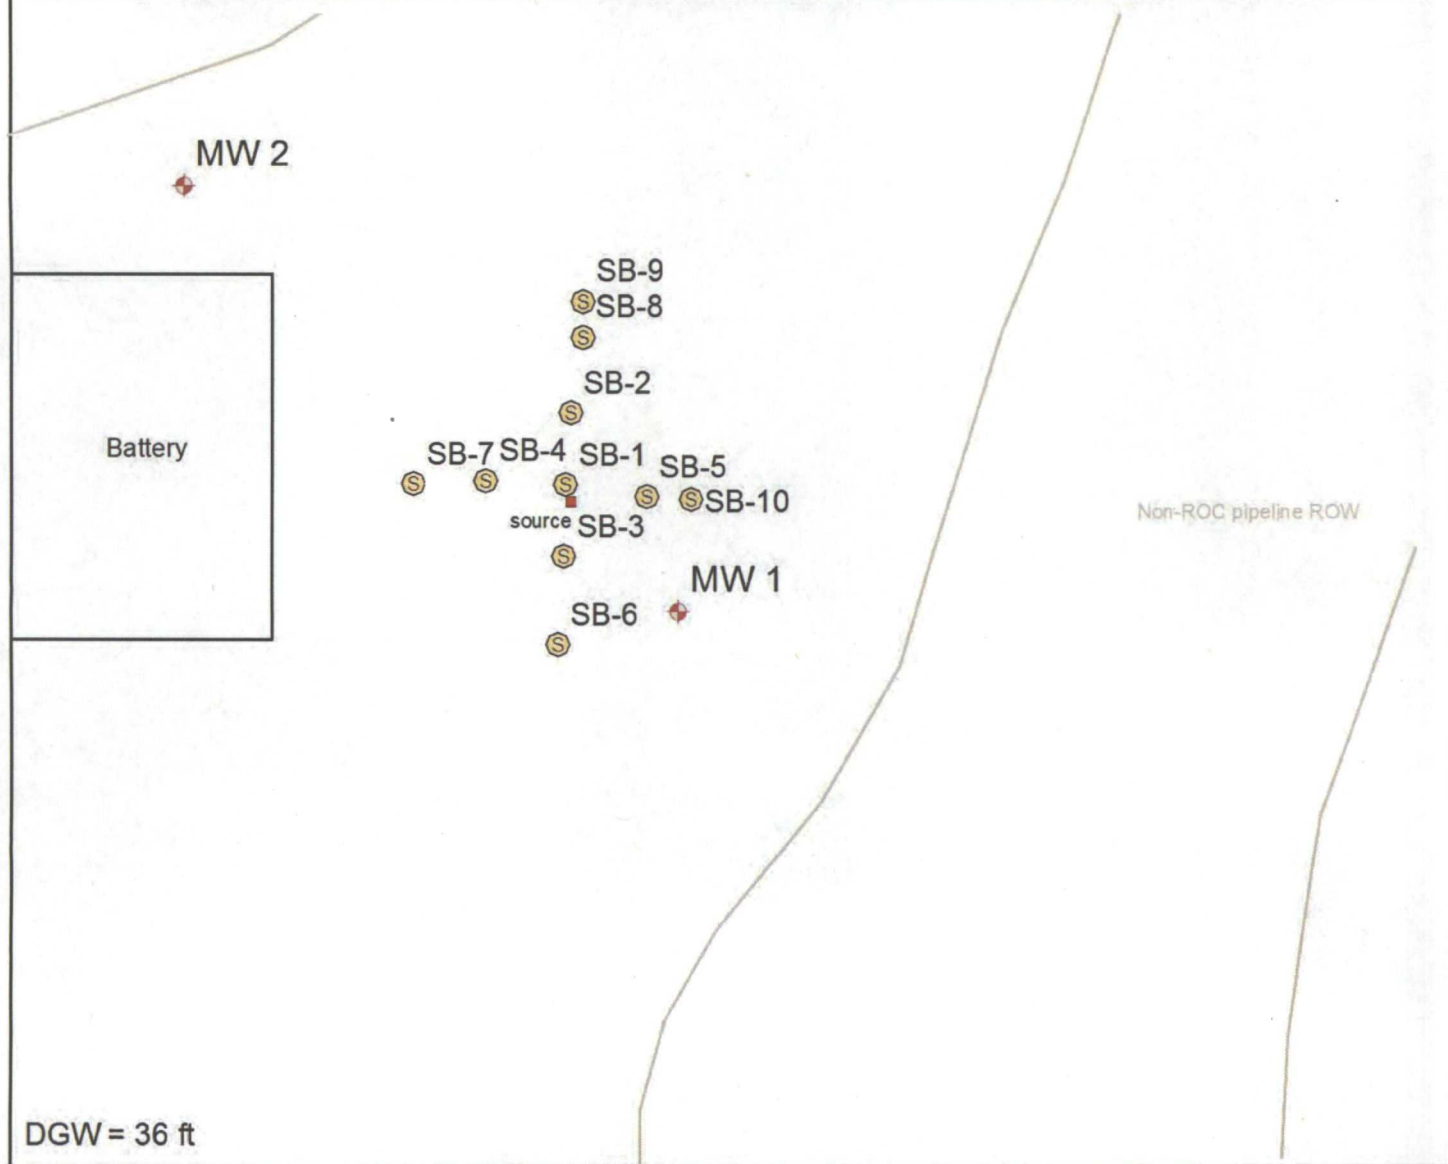 MW 2
SB-9
SB-8
SB-2
Battery
SB-7
SB-4
SB-1
SB-5
SB-10
source
SB-3
Non-ROC pipeline ROW
MW 1
SB-6
DGW = 36 ft
S
S
S
S
S
S
S
S
S
S